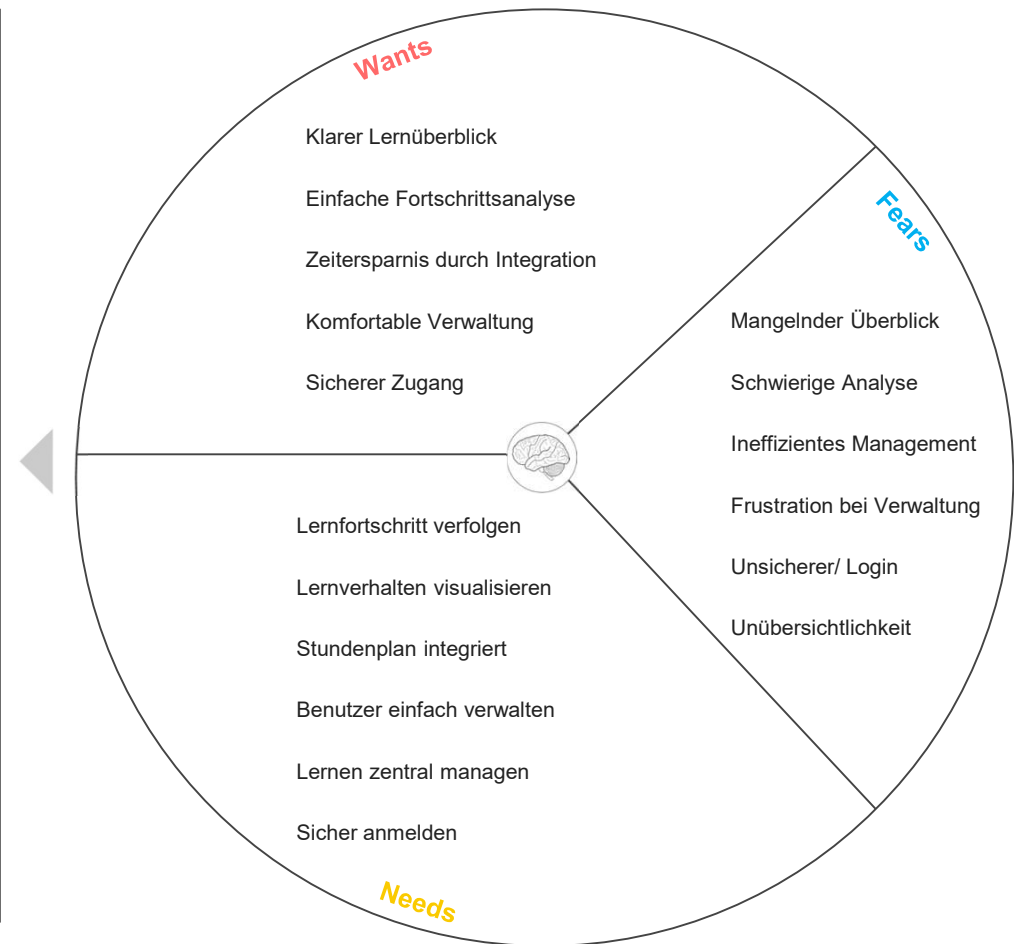 Wants
Klarer Lernüberblick
Einfache Fortschrittsanalyse
Zeitersparnis durch Integration
Komfortable Verwaltung
Sicherer Zugang
Fears
Mangelnder Überblick
Schwierige Analyse
Ineffizientes Management
Frustration bei Verwaltung
Unsicherer/ Login
Unübersichtlichkeit
Lernfortschritt verfolgen
Lernverhalten visualisieren
Stundenplan integriert
Benutzer einfach verwalten
Lernen zentral managen
Sicher anmelden
Needs